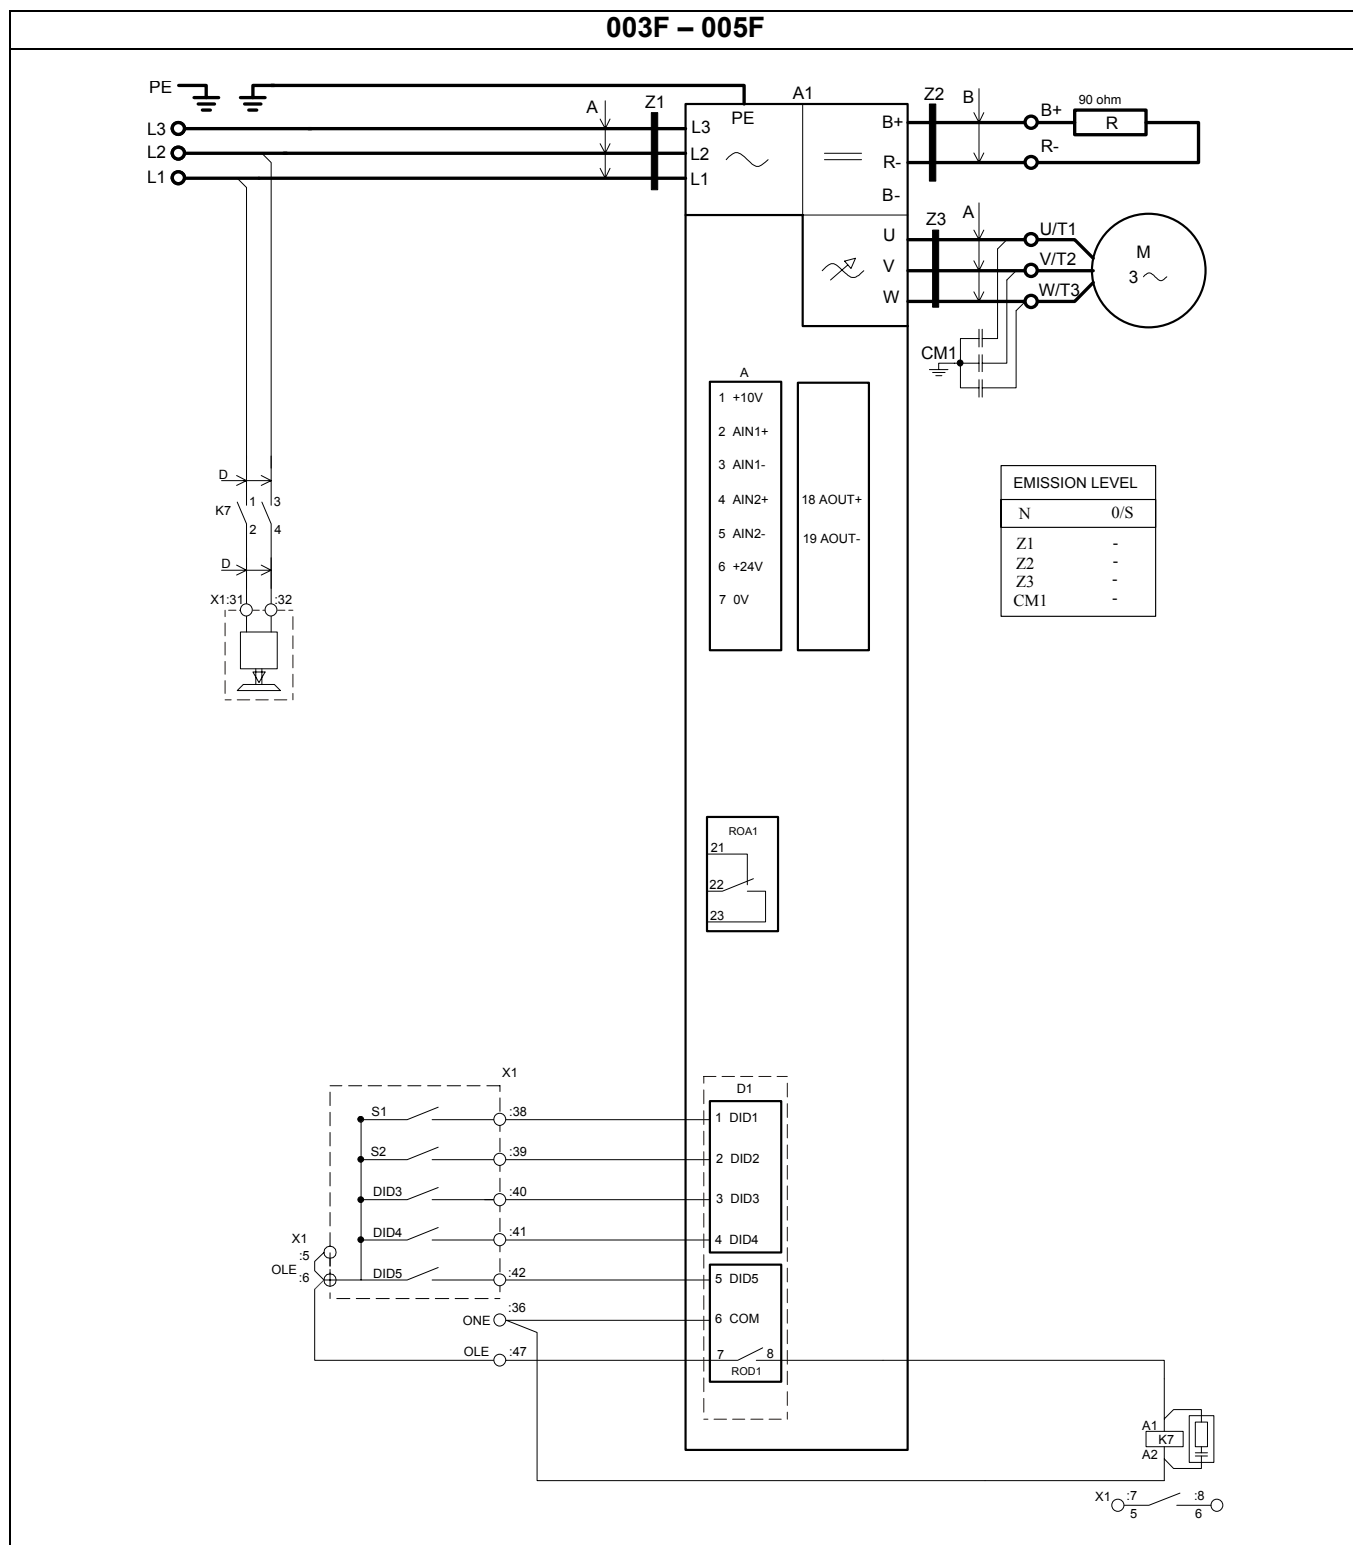 003F – 005F
PE
L3
L2
L1
A
Z1
A1
PE
L3
L2
L1
B+
R-
B-
U
V
W
Z2
B
B+
90 ohm
R
R-
Z3
A
U/T1
V/T2
W/T3
M
3
CM1
A
1 +10V
2 AIN1+
3 AIN1-
4 AIN2+
5 AIN2-
6 +24V
7 0V
18 AOUT+
19 AOUT-
EMISSION LEVEL
N 0/S
Z1 -
Z2 -
Z3 -
CM1 -
D
K7
1 3
2 4
D
X1:31 :32
ROA1
21
22
23
X1
D1
S1 :38 1 DID1
S2 :39 2 DID2
DID3 :40 3 DID3
DID4 :41 4 DID4
X1
:5
OLE :6
DID5 :42 5 DID5
ONE :36 6 COM
OLE :47 7 8
ROD1
A1
K7
A2
X1 :7 :8
5 6